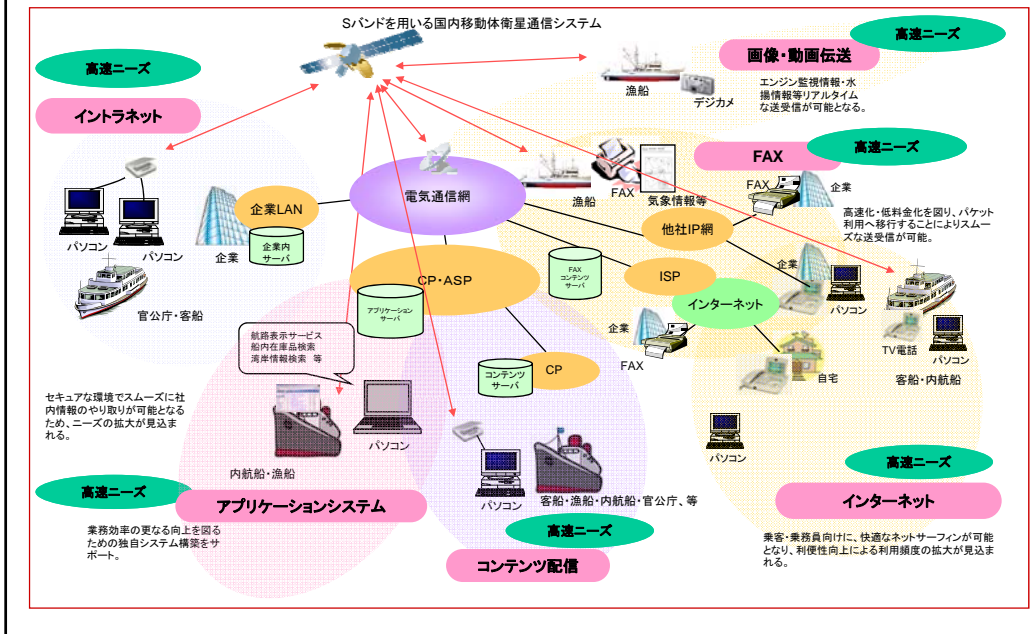 Sバンドを用いる国内移動体衛星通信システム
高速ニーズ
画像・動画伝送
エンジン監視情報・水
揚情報等リアルタイム
な送受信が可能となる。
漁船
デジカメ
高速ニーズ
イントラネット
パソコン
パソコン
官公庁・客船
企業
企業LAN
企業内
サーバ
セキュアな環境でスムーズに社
内情報のやり取りが可能となる
ため、ニーズの拡大が見込ま
れる。
電気通信網
漁船
FAX
気象情報等
高速ニーズ
FAX
FAX
企業
高速化・低料金化を図り、パケット
利用へ移行することによりスムー
ズな送受信が可能。
他社IP網
ISP
インターネット
FAX
コンテンツ
サーバ
CP・ASP
アプリケーション
サーバ
コンテンツ
サーバ
CP
企業
FAX
企業
パソコン
自宅
パソコン
TV電話
パソコン
客船・内航船
航路表示サービス
船内在庫品検索
湾岸情報検索 等
パソコン
内航船・漁船
高速ニーズ
アプリケーションシステム
業務効率の更なる向上を図る
ための独自システム構築をサ
ポート。
パソコン
客船・漁船・内航船・官公庁、等
高速ニーズ
コンテンツ配信
高速ニーズ
インターネット
乗客・乗務員向けに、快適なネットサーフィンが可能
となり、利便性向上による利用頻度の拡大が見込ま
れる。